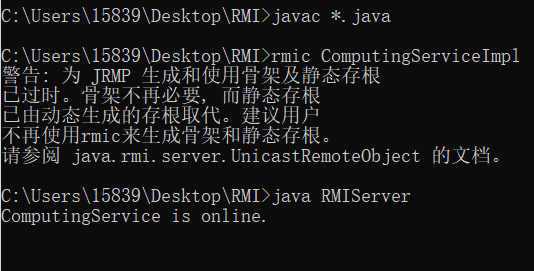 C:\Users\15839\Desktop\RMI>javac *.java
C:\Users\15839\Desktop\RMI>rmic ComputingServiceImpl
警告: 为 JRMP 生成和使用骨架及静态存根
已过时。骨架不再必要, 而静态存根
已由动态生成的存根取代。建议用户
不再使用rmic来生成骨架和静态存根。
请参阅 java.rmi.server.UnicastRemoteObject 的文档。
C:\Users\15839\Desktop\RMI>java RMIServer
ComputingService is online.